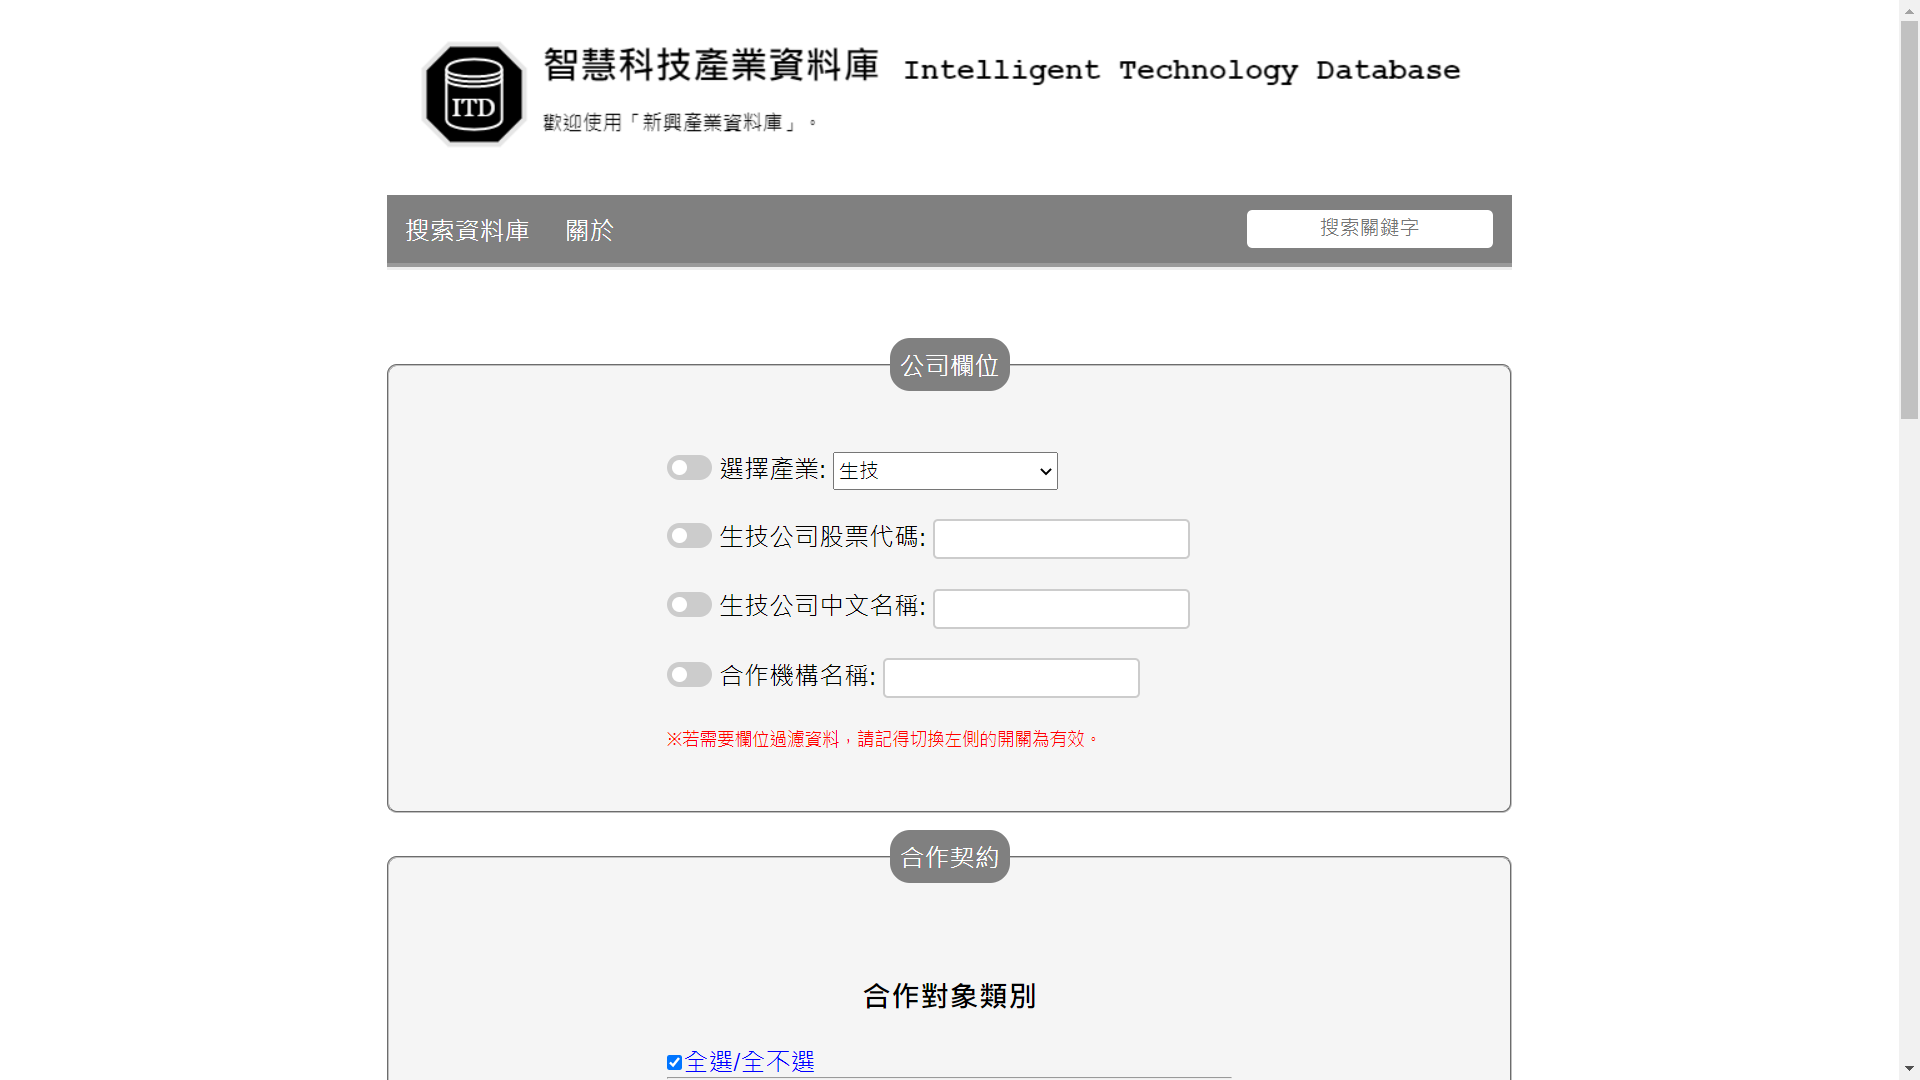 智慧科技產業資料庫 Intelligent Technology Database
ITD
歡迎使用「新興產業資料庫」。
搜索資料庫 關於 搜索關鍵字
公司欄位
選擇產業: 生技
生技公司股票代碼:
生技公司中文名稱:
合作機構名稱:
※若需要欄位過濾資料，請記得切換左側的開關為有效。
合作契約
合作對象類別
全選/全不選